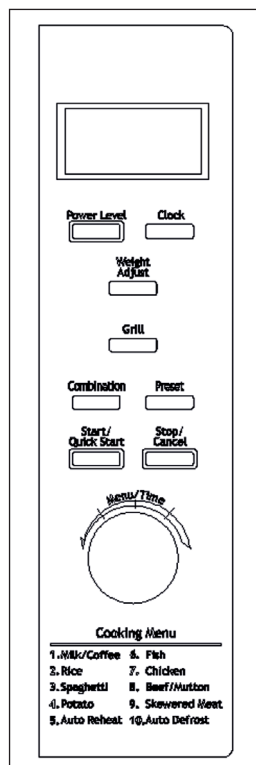 Power Level Clock
Weight
Adjust
Grill
Combination Preset
Start/ Stop/
Quick Start Cancel
Menu/Time
Cooking Menu
1. Milk/Coffee 6. Fish
2. Rice 7. Chicken
3. Spaghetti 8. Beef/Mutton
4. Potato 9. Skewered Meat
5. Auto Reheat 10. Auto Defrost